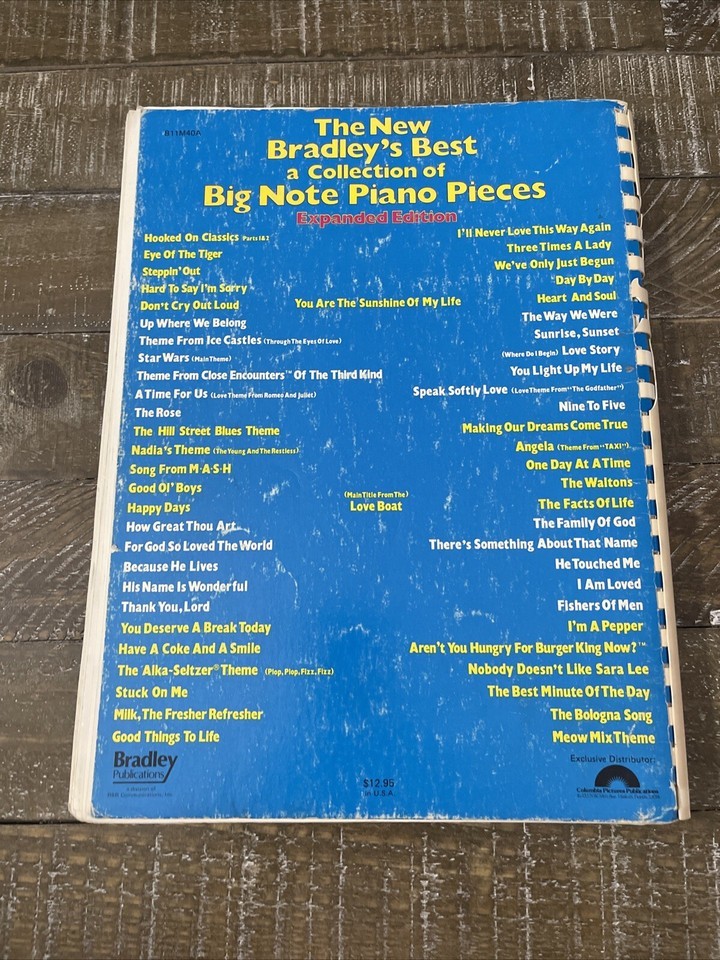 B11M40A
The New
Bradley's Best
a Collection of
Big Note Piano Pieces
Expanded Edition
Hooked On Classics Parts 1&2
Eye Of The Tiger
Steppin' Out
Hard To Say I'm Sorry
Don't Cry Out Loud
Up Where We Belong
Theme From Ice Castles (Through The Eyes Of Love)
Star Wars (Main Theme)
Theme From Close Encounters™ Of The Third Kind
A Time For Us (Love Theme From Romeo And Juliet)
The Rose
The Hill Street Blues Theme
Nadia's Theme (The Young And The Restless)
Song From M·A·S·H
Good Ol' Boys
Happy Days
How Great Thou Art
For God So Loved The World
Because He Lives
His Name Is Wonderful
Thank You, Lord
You Deserve A Break Today
Have A Coke And A Smile
The Alka-Seltzer® Theme (Plop, Plop, Fizz, Fizz)
Stuck On Me
Milk, The Fresher Refresher
Good Things To Life
You Are The Sunshine Of My Life
(Main Title From The)
Love Boat
I'll Never Love This Way Again
Three Times A Lady
We've Only Just Begun
Day By Day
Heart And Soul
The Way We Were
Sunrise, Sunset
(Where Do I Begin) Love Story
You Light Up My Life
Speak Softly Love (Love Theme From "The Godfather")
Nine To Five
Making Our Dreams Come True
Angela (Theme From "TAXI")
One Day At A Time
The Waltons
The Facts Of Life
The Family Of God
There's Something About That Name
He Touched Me
I Am Loved
Fishers Of Men
I'm A Pepper
Aren't You Hungry For Burger King Now?™
Nobody Doesn't Like Sara Lee
The Best Minute Of The Day
The Bologna Song
Meow Mix Theme
Bradley
Publications
a division of
RBR Communications, Inc.
$12.95
in U.S.A.
Exclusive Distributor:
Columbia Pictures Publications